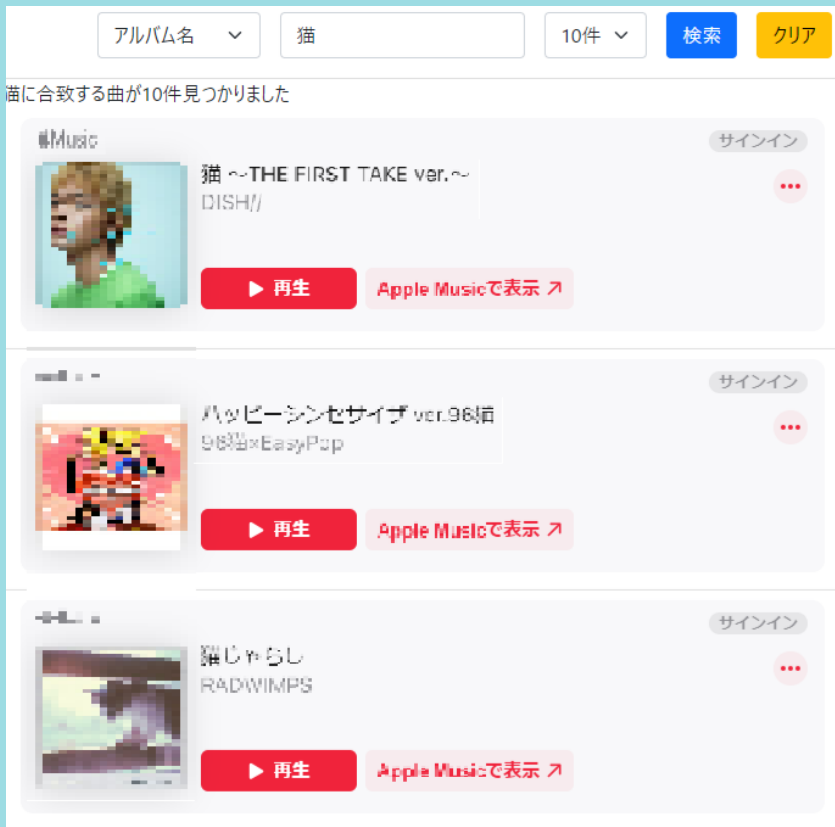 アルバム名 猫 10件 検索 クリア
猫に合致する曲が10件見つかりました
Music サインイン
猫 ～THE FIRST TAKE ver.～
DISH//
再生 Apple Musicで表示
サインイン
ハッピーシンセサイザ ver.96猫
96猫×EasyPop
再生 Apple Musicで表示
サインイン
猫じゃらし
RADWIMPS
再生 Apple Musicで表示